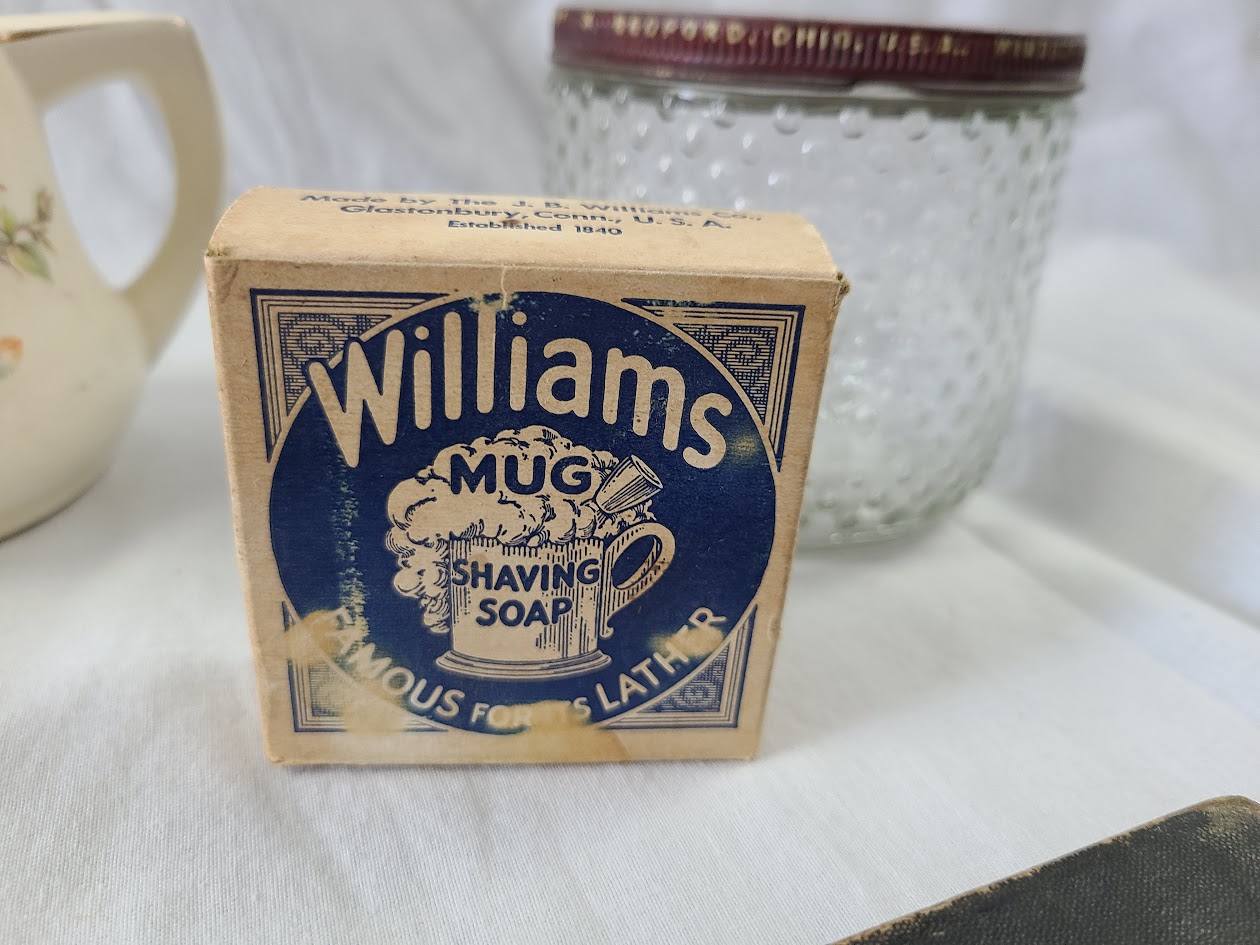 BEDFORD, OHIO, U.S.A.
Made by The J. B. Williams Co.,
Glastonbury, Conn., U. S. A.
Established 1840
Williams
MUG
SHAVING
SOAP
FAMOUS FOR ITS LATHER